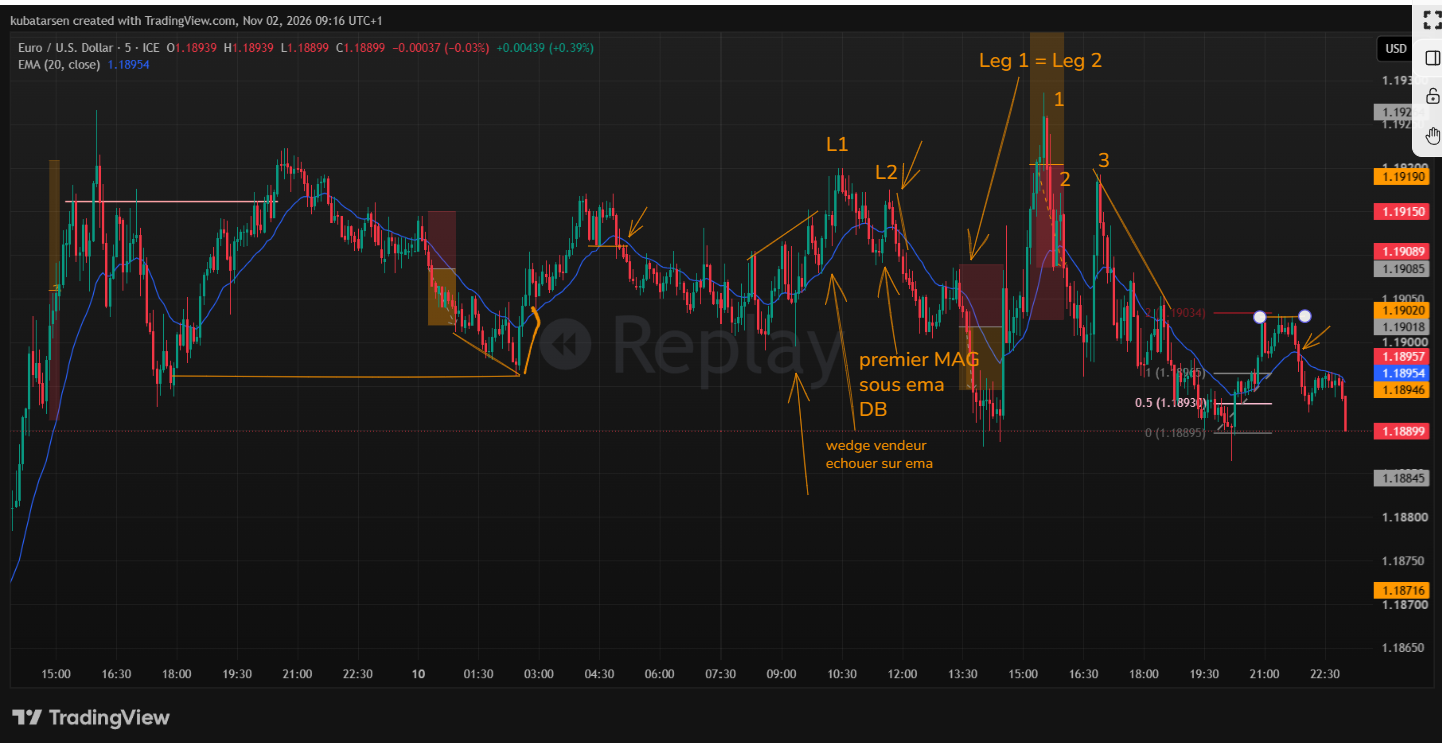 kubatarsen created with TradingView.com, Nov 02, 2026 09:16 UTC+1
Euro / U.S. Dollar · 5 · ICE O1.18939 H1.18939 L1.18899 C1.18899 −0.00037 (−0.03%) +0.00439 (+0.39%)
USD
EMA (20, close) 1.18954
Leg 1 = Leg 2
1
L1
3
L2
2
1.19190
1.19150
1.19089
1.19085
1.19050
1.19020
1.19018
1.19000
1.18957
1.18954
1.18946
1.18899
1.18845
1.18800
1.18750
1.18716
1.18700
1.18650
Replay
premier MAG
sous ema
DB
wedge vendeur
echouer sur ema
1 (1.18965)
0.5 (1.18930)
0 (1.18895)
15:00 16:30 18:00 19:30 21:00 22:30 10 01:30 03:00 04:30 06:00 07:30 09:00 10:30 12:00 13:30 15:00 16:30 18:00 19:30 21:00 22:30
TradingView